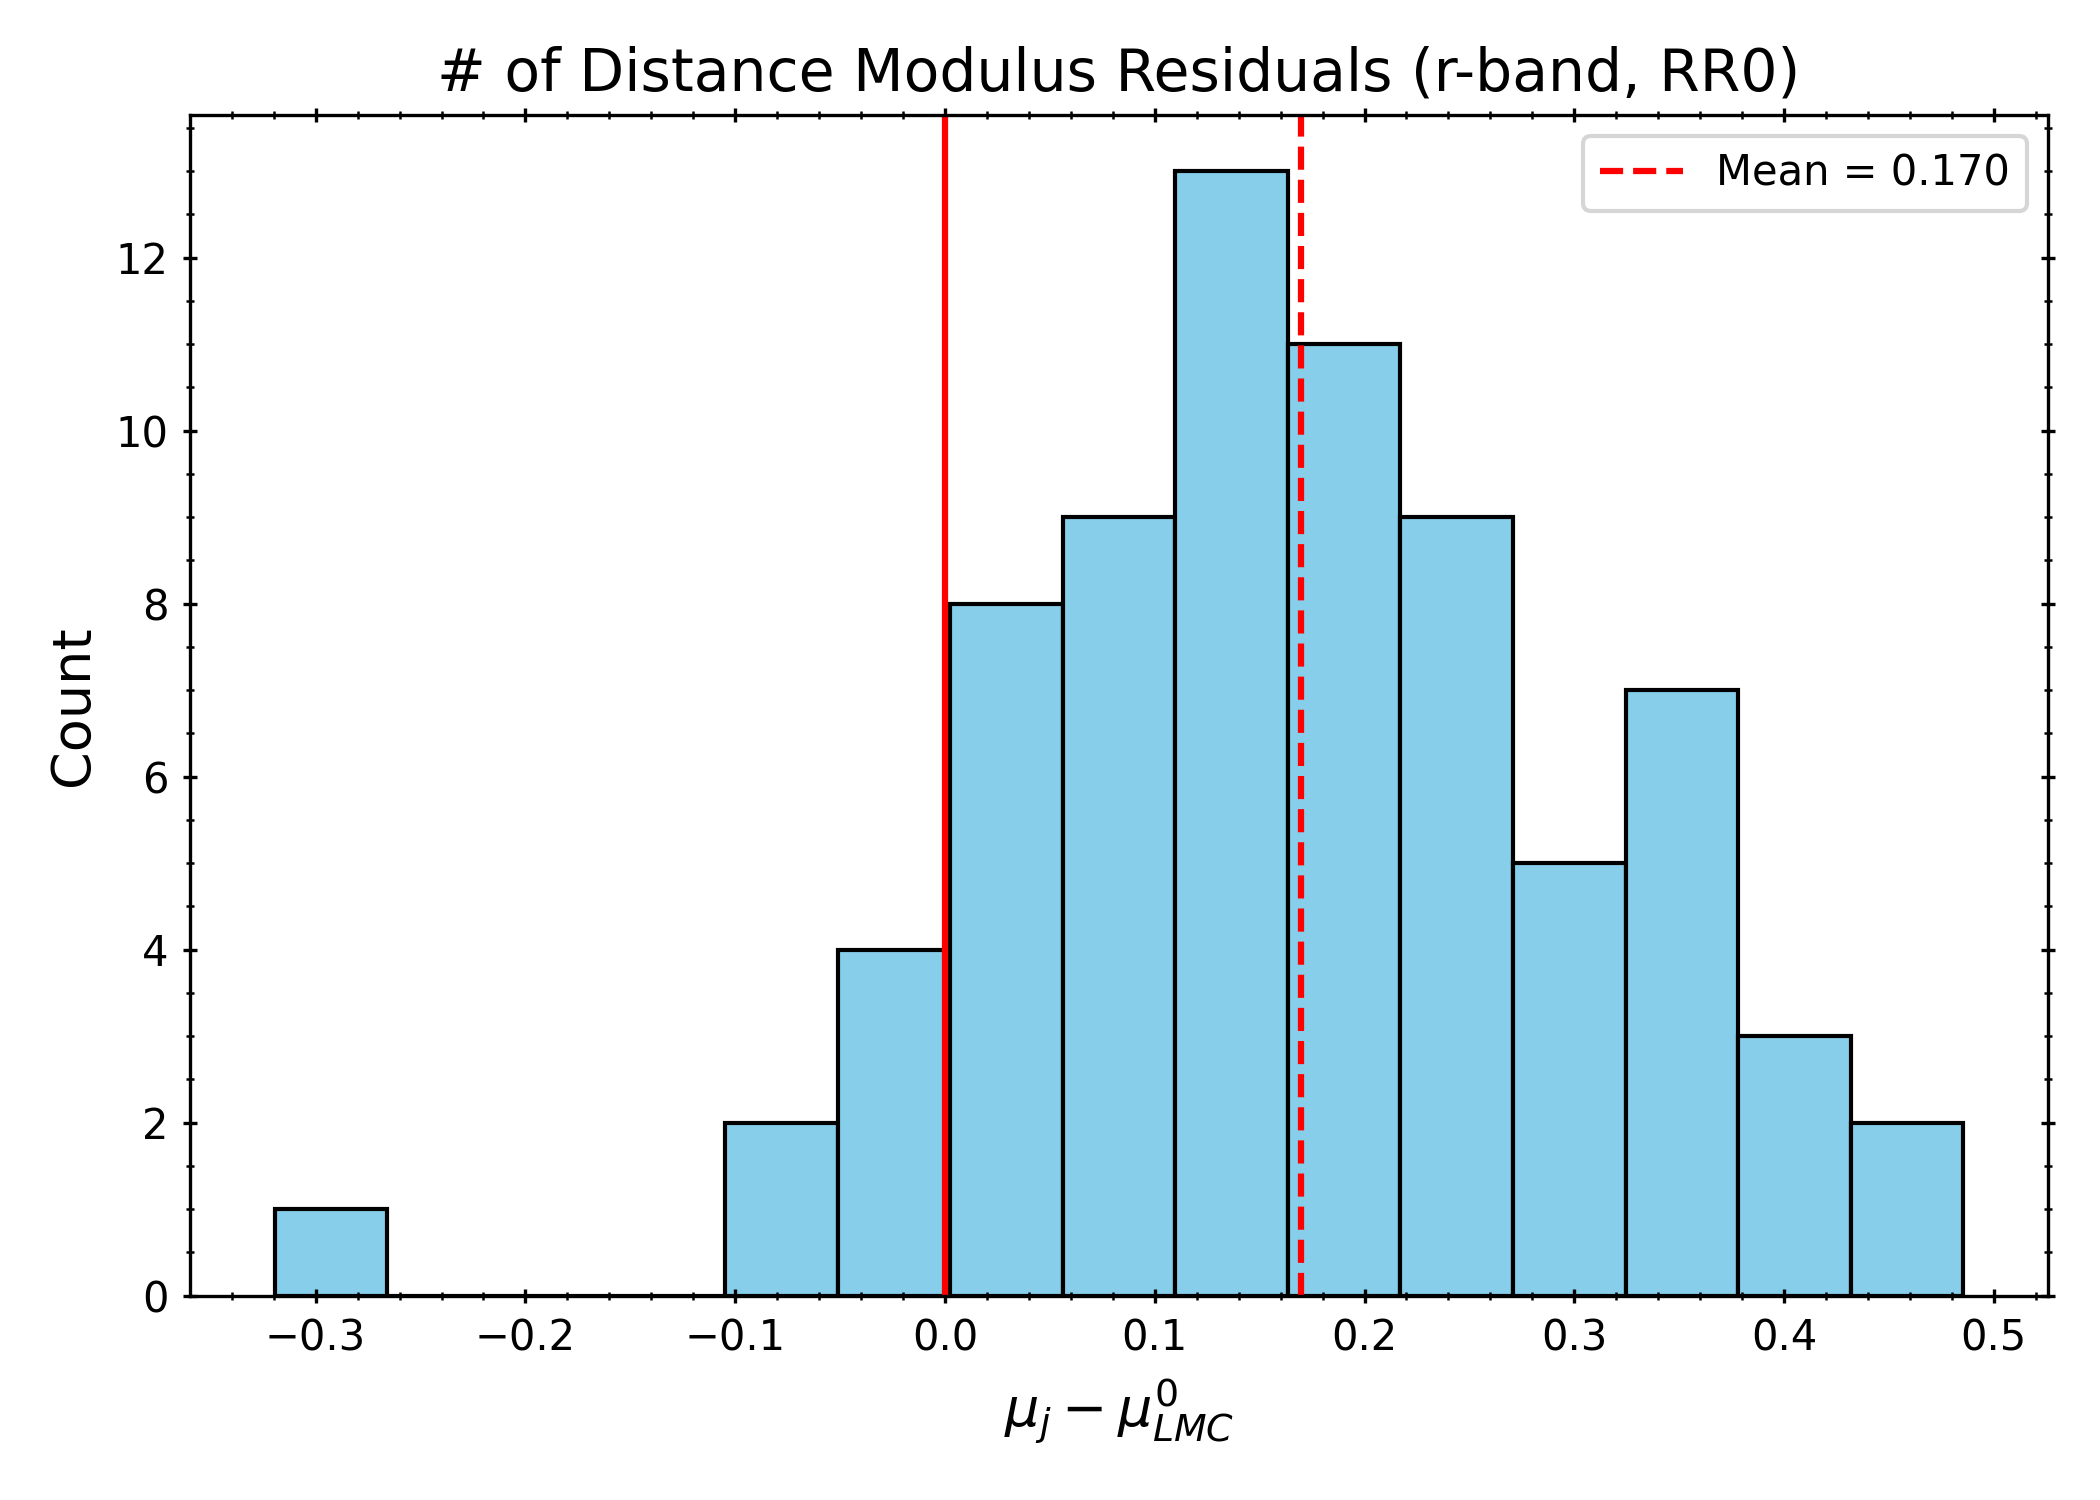 # of Distance Modulus Residuals (r-band, RR0)
Mean = 0.170
12
10
8
6
4
2
0
Count
−0.3 −0.2 −0.1 0.0 0.1 0.2 0.3 0.4 0.5
μⱼ − μ⁰_LMC